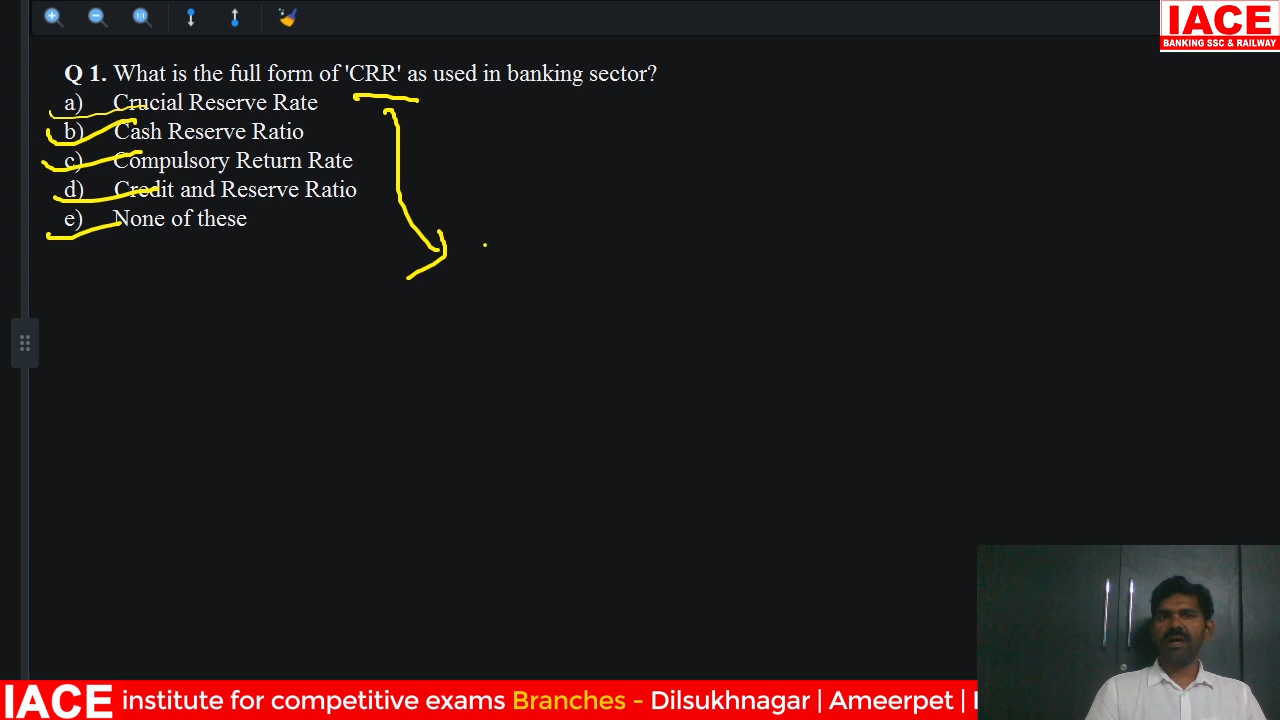 IACE
BANKING SSC & RAILWAY
Q 1. What is the full form of 'CRR' as used in banking sector?
a) Crucial Reserve Rate
b) Cash Reserve Ratio
c) Compulsory Return Rate
d) Credit and Reserve Ratio
e) None of these
IACE institute for competitive exams Branches - Dilsukhnagar | Ameerpet |